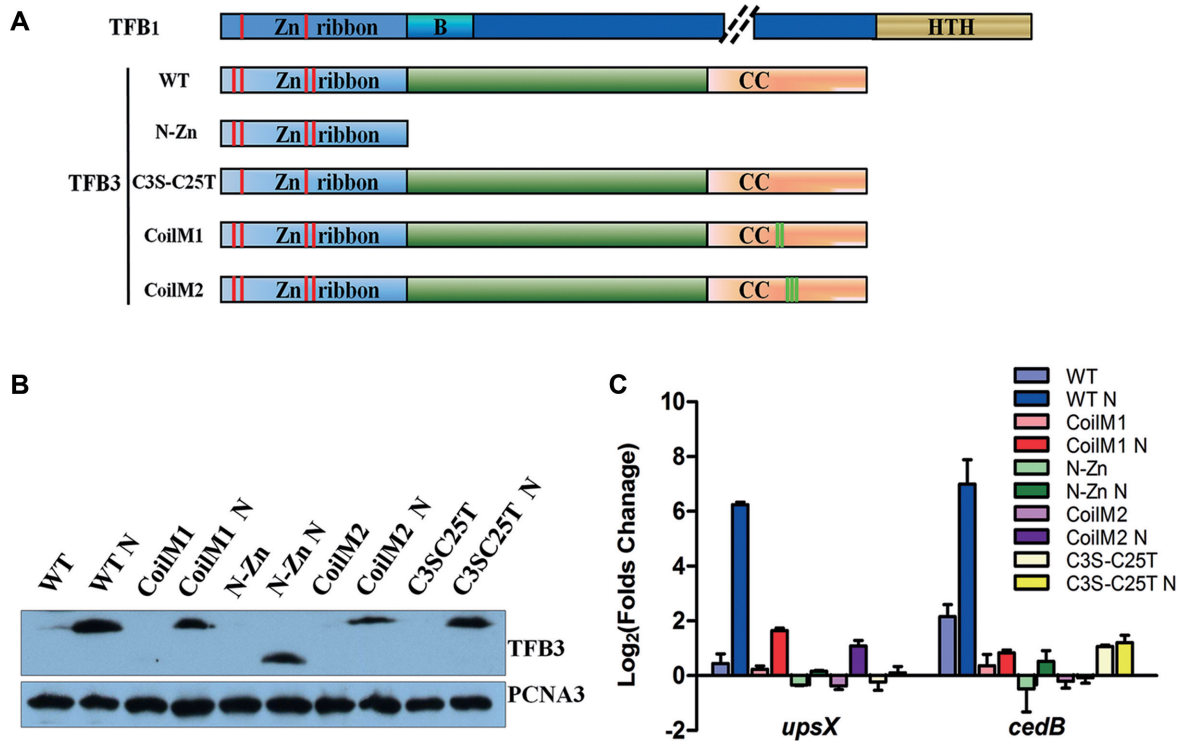 A
TFB1
Zn ribbon
B
HTH
TFB3
WT
Zn ribbon
CC
N-Zn
Zn ribbon
C3S-C25T
Zn ribbon
CC
CoilM1
Zn ribbon
CC
CoilM2
Zn ribbon
CC
B
WT
WT N
CoilM1
CoilM1 N
N-Zn
N-Zn N
CoilM2
CoilM2 N
C3SC25T
C3SC25T N
TFB3
PCNA3
C
Log2(Folds Chanage)
10
8
6
4
2
0
-2
upsX
cedB
WT
WT N
CoilM1
CoilM1 N
N-Zn
N-Zn N
CoilM2
CoilM2 N
C3S-C25T
C3S-C25T N